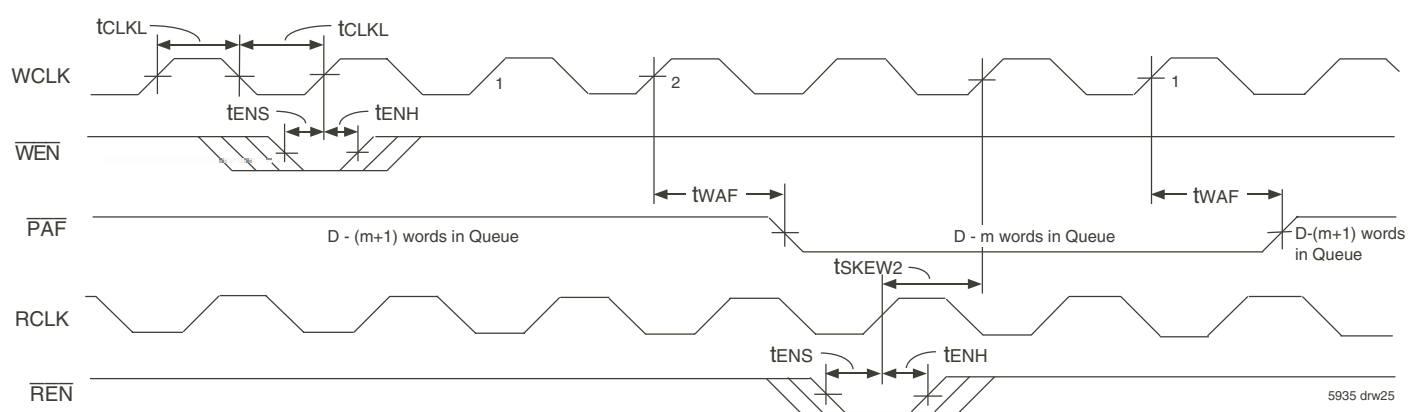 tCLKL tCLKL
WCLK 1 2 1
tENS tENH
WEN
tWAF tWAF
PAF D - (m+1) words in Queue D - m words in Queue D-(m+1) words
in Queue
tSKEW2
RCLK
tENS tENH
REN 5935 drw25